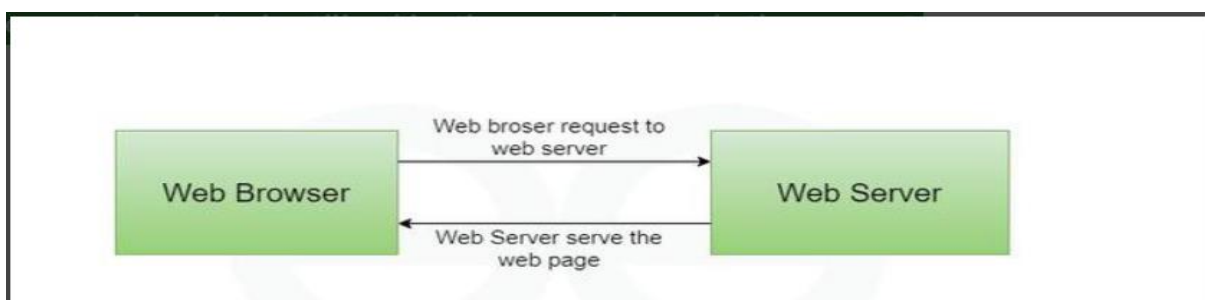 Web broser request to
web server
Web Browser
Web Server
Web Server serve the
web page